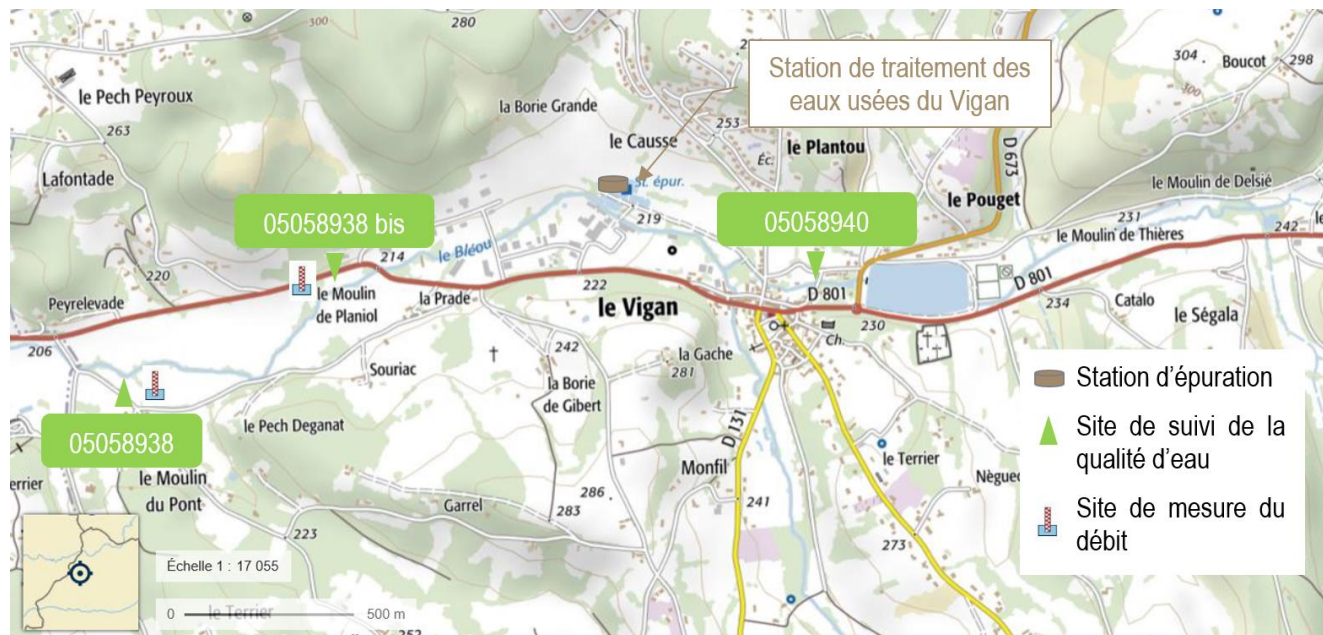 280
300
304
Boucot
298
300
le Pech Peyroux
la Borie Grande
263
253
le Causse
Station de traitement des
eaux usées du Vigan
Éc.
le Plantou
D 673
Lafontade
St. épur.
219
le Moulin de Delsié
le Pouget
231
242
le Moulin de Thières
05058938 bis
05058940
le Bléou
214
220
222
Peyrelevade
le Moulin
de Planiol
la Prade
le Vigan
D 801
D 801
230
234
Catalo
le Ségala
206
242
Souriac
la Gache
281
Ch.
la Borie
de Gibert
05058938
le Pech Deganat
D 131
Monfil
le Terrier
Station d'épuration
Site de suivi de la
qualité d'eau
Site de mesure du
débit
errier
le Moulin
du Pont
286
241
Garrel
283
223
273
Échelle 1 : 17 055
0
500 m
le Terrier
252